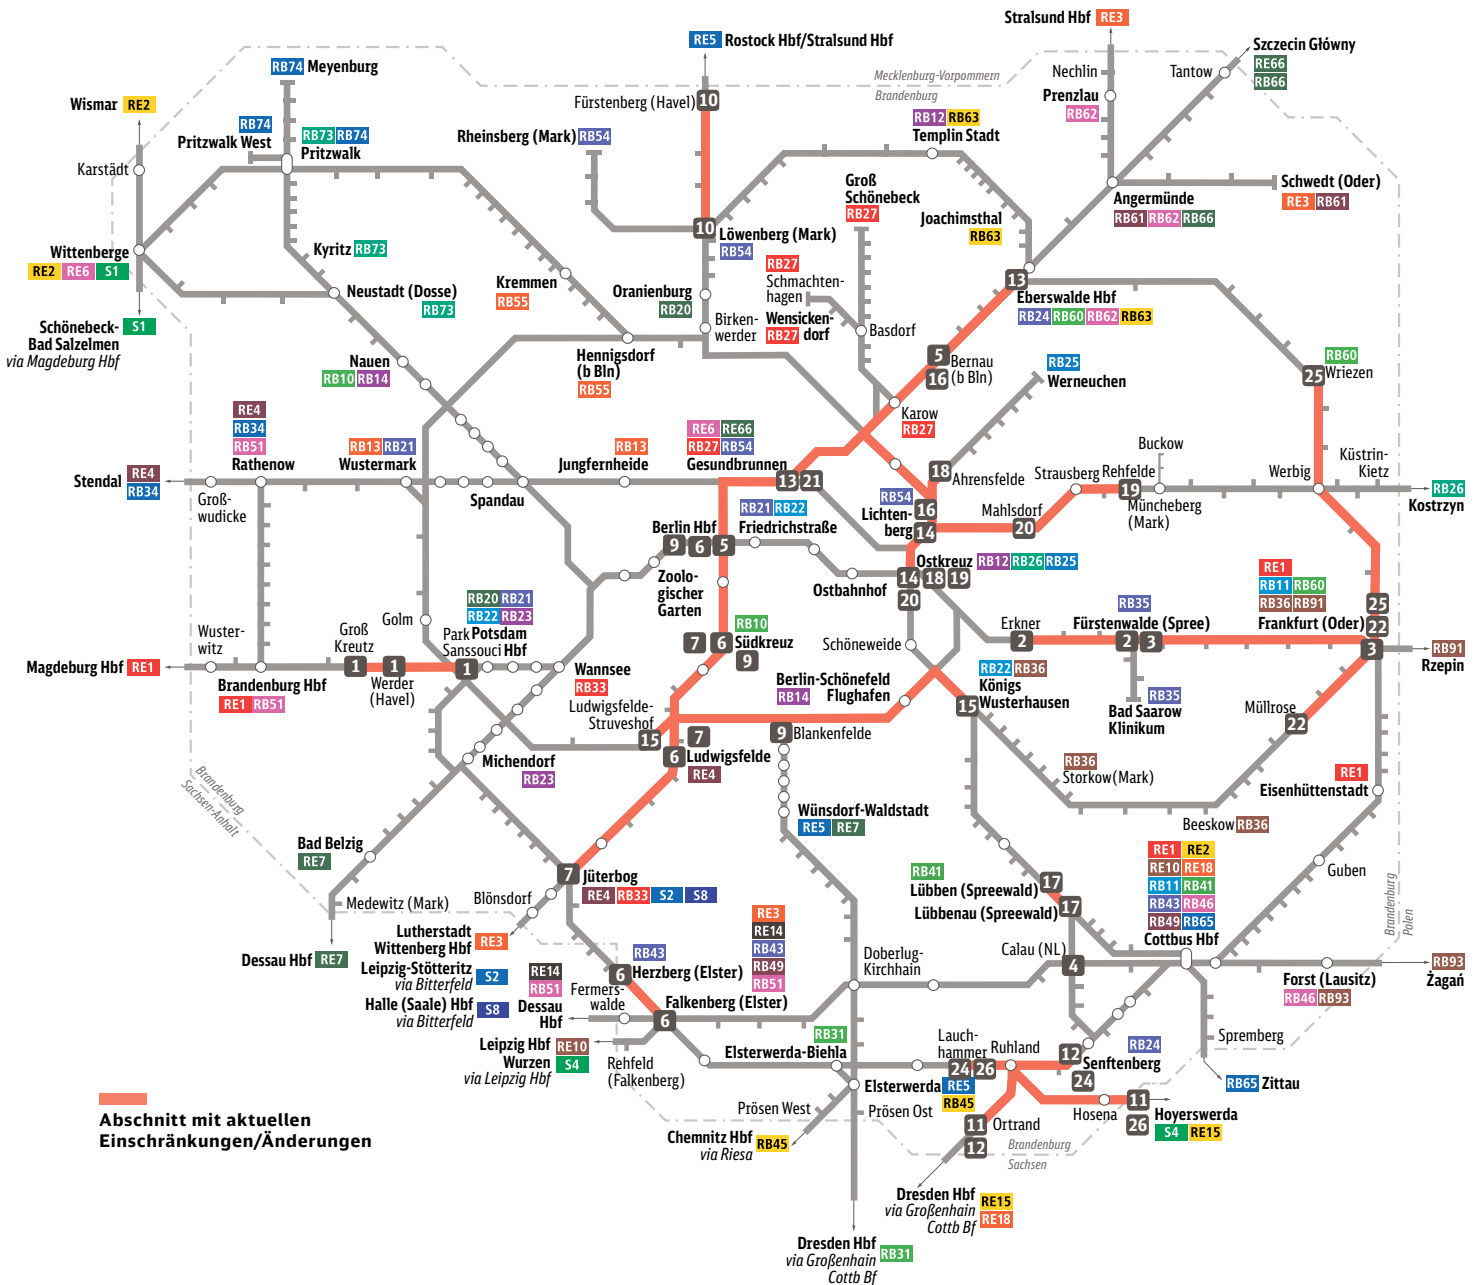 Stralsund Hbf RE3
RE5 Rostock Hbf/Stralsund Hbf
Szczecin Główny
RE66
RB66
Mecklenburg-Vorpommern
Brandenburg
Nechlin
Tantow
Prenzlau
RB62
RB74 Meyenburg
Wismar RE2
Fürstenberg (Havel)
10
RB74
Pritzwalk West
RB73 RB74
Pritzwalk
Rheinsberg (Mark) RB54
RB12 RB63
Templin Stadt
Karstädt
Groß
Schönebeck
RB27
Angermünde
RB61 RB62 RB66
Schwedt (Oder)
RE3 RB61
Joachimsthal
RB63
10
Löwenberg (Mark)
RB54
Wittenberge
RE2 RE6 S1
Kyritz RB73
Kremmen
RB55
Oranienburg
RB20
RB27
Schmachten-
hagen
Wensicken-
dorf
RB27
Basdorf
13
Eberswalde Hbf
RB24 RB60 RB62 RB63
Neustadt (Dosse)
RB73
Schönebeck-
Bad Salzelmen
via Magdeburg Hbf
S1
Birken-
werder
Nauen
RB10 RB14
Hennigsdorf
(b Bln)
RB55
5
16
Bernau
(b Bln)
RB25
Werneuchen
RB60
Wriezen
25
Karow
RB27
RE4
RB34
RB51
Rathenow
RB13 RB21
Wustermark
RB13
Jungfernheide
RE6 RE66
RB27 RB54
Gesundbrunnen
13 21
Stendal
RE4
RB34
Groß-
wudicke
Spandau
18
Ahrensfelde
Strausberg
Rehfelde
Buckow
19
Müncheberg
(Mark)
Werbig
Küstrin-
Kietz
RB26
Kostrzyn
RB54
Lichten-
berg
16
14
Mahlsdorf
20
RB21 RB22
Friedrichstraße
Berlin Hbf
9 6 5
Zoolo-
gischer
Garten
Ostbahnhof
Ostkreuz RB12 RB26 RB25
14 18 19
20
RE1
RB11 RB60
RB36 RB91
Frankfurt (Oder)
25
22
3
Golm
RB20 RB21
RB22 RB23
Park
Sanssouci
Potsdam
Hbf
Schöneweide
Erkner
2
RB35
Fürstenwalde (Spree)
2 3
RB10
Südkreuz
7 6
9
Wuster-
witz
Groß
Kreutz
1
1
Werder
(Havel)
1
Magdeburg Hbf RE1
Brandenburg Hbf
RE1 RB51
Wannsee
RB33
Berlin-Schönefeld
Flughafen
RB14
RB22 RB36
Königs
Wusterhausen
15
RB35
Bad Saarow
Klinikum
Müllrose
22
RB91
Rzepin
Ludwigsfelde-
Struveshof
15
7
6
Ludwigsfelde
RE4
9
Blankenfelde
Michendorf
RB23
RB36
Storkow (Mark)
RE1
Eisenhüttenstadt
Brandenburg
Sachsen-Anhalt
Wünsdorf-Waldstadt
RE5 RE7
Beeskow RB36
Bad Belzig
RE7
RB41
Lübben (Spreewald)
17
RE1 RE2
RE10 RE18
RB11 RB41
RB43 RB46
RB49 RB65
Cottbus Hbf
Guben
7
Jüterbog
RE4 RB33 S2 S8
Blönsdorf
Medewitz (Mark)
Lübbenau (Spreewald)
17
Brandenburg
Polen
Lutherstadt
Wittenberg Hbf
RE3
RE3
RE14
RB43
RB49
RB51
Falkenberg (Elster)
6
Dessau Hbf RE7
Leipzig-Stötteritz
via Bitterfeld
S2
RB43
Herzberg (Elster)
6
Doberlug-
Kirchhain
Calau (NL)
4
Forst (Lausitz)
RB46 RB93
RB93
Żagań
Halle (Saale) Hbf
via Bitterfeld
S8
RE14
RB51
Dessau
Hbf
Fermers-
walde
Leipzig Hbf RE10
Wurzen
via Leipzig Hbf
S4
Rehfeld
(Falkenberg)
RB31
Elsterwerda-Biehla
Lauch-
hammer
24 26
Ruhland
12
RB24
Senftenberg
24
Spremberg
RB65 Zittau
Elsterwerda RE5
RB45
Prösen West
Prösen Ost
Hosena
11
Hoyerswerda
26
S4 RE15
Chemnitz Hbf
via Riesa
RB45
11
Ortrand
12
Brandenburg
Sachsen
Dresden Hbf
via Großenhain
Cottb Bf
RE15
RE18
Dresden Hbf
via Großenhain
Cottb Bf
RB31
Abschnitt mit aktuellen
Einschränkungen/Änderungen